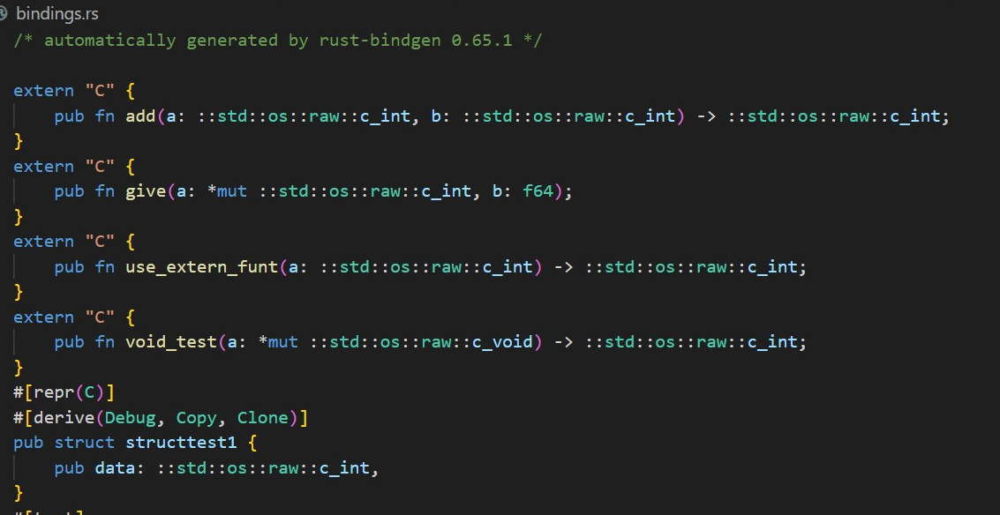 bindings.rs
/* automatically generated by rust-bindgen 0.65.1 */
extern "C" {
    pub fn add(a: ::std::os::raw::c_int, b: ::std::os::raw::c_int) -> ::std::os::raw::c_int;
}
extern "C" {
    pub fn give(a: *mut ::std::os::raw::c_int, b: f64);
}
extern "C" {
    pub fn use_extern_funt(a: ::std::os::raw::c_int) -> ::std::os::raw::c_int;
}
extern "C" {
    pub fn void_test(a: *mut ::std::os::raw::c_void) -> ::std::os::raw::c_int;
}
#[repr(C)]
#[derive(Debug, Copy, Clone)]
pub struct structtest1 {
    pub data: ::std::os::raw::c_int,
}